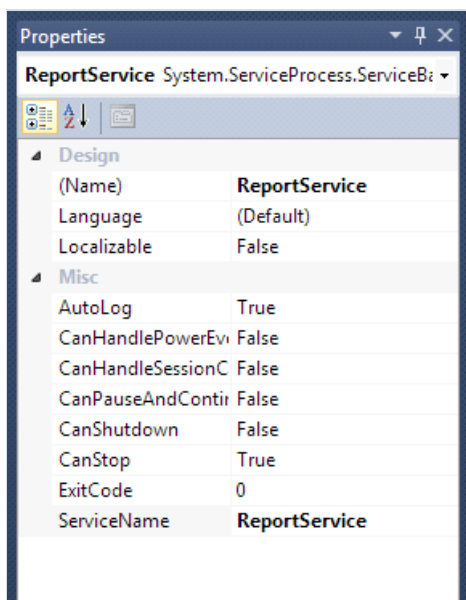 Properties
ReportService System.ServiceProcess.ServiceBa
Design
(Name) ReportService
Language (Default)
Localizable False
Misc
AutoLog True
CanHandlePowerEv False
CanHandleSessionC False
CanPauseAndContin False
CanShutdown False
CanStop True
ExitCode 0
ServiceName ReportService